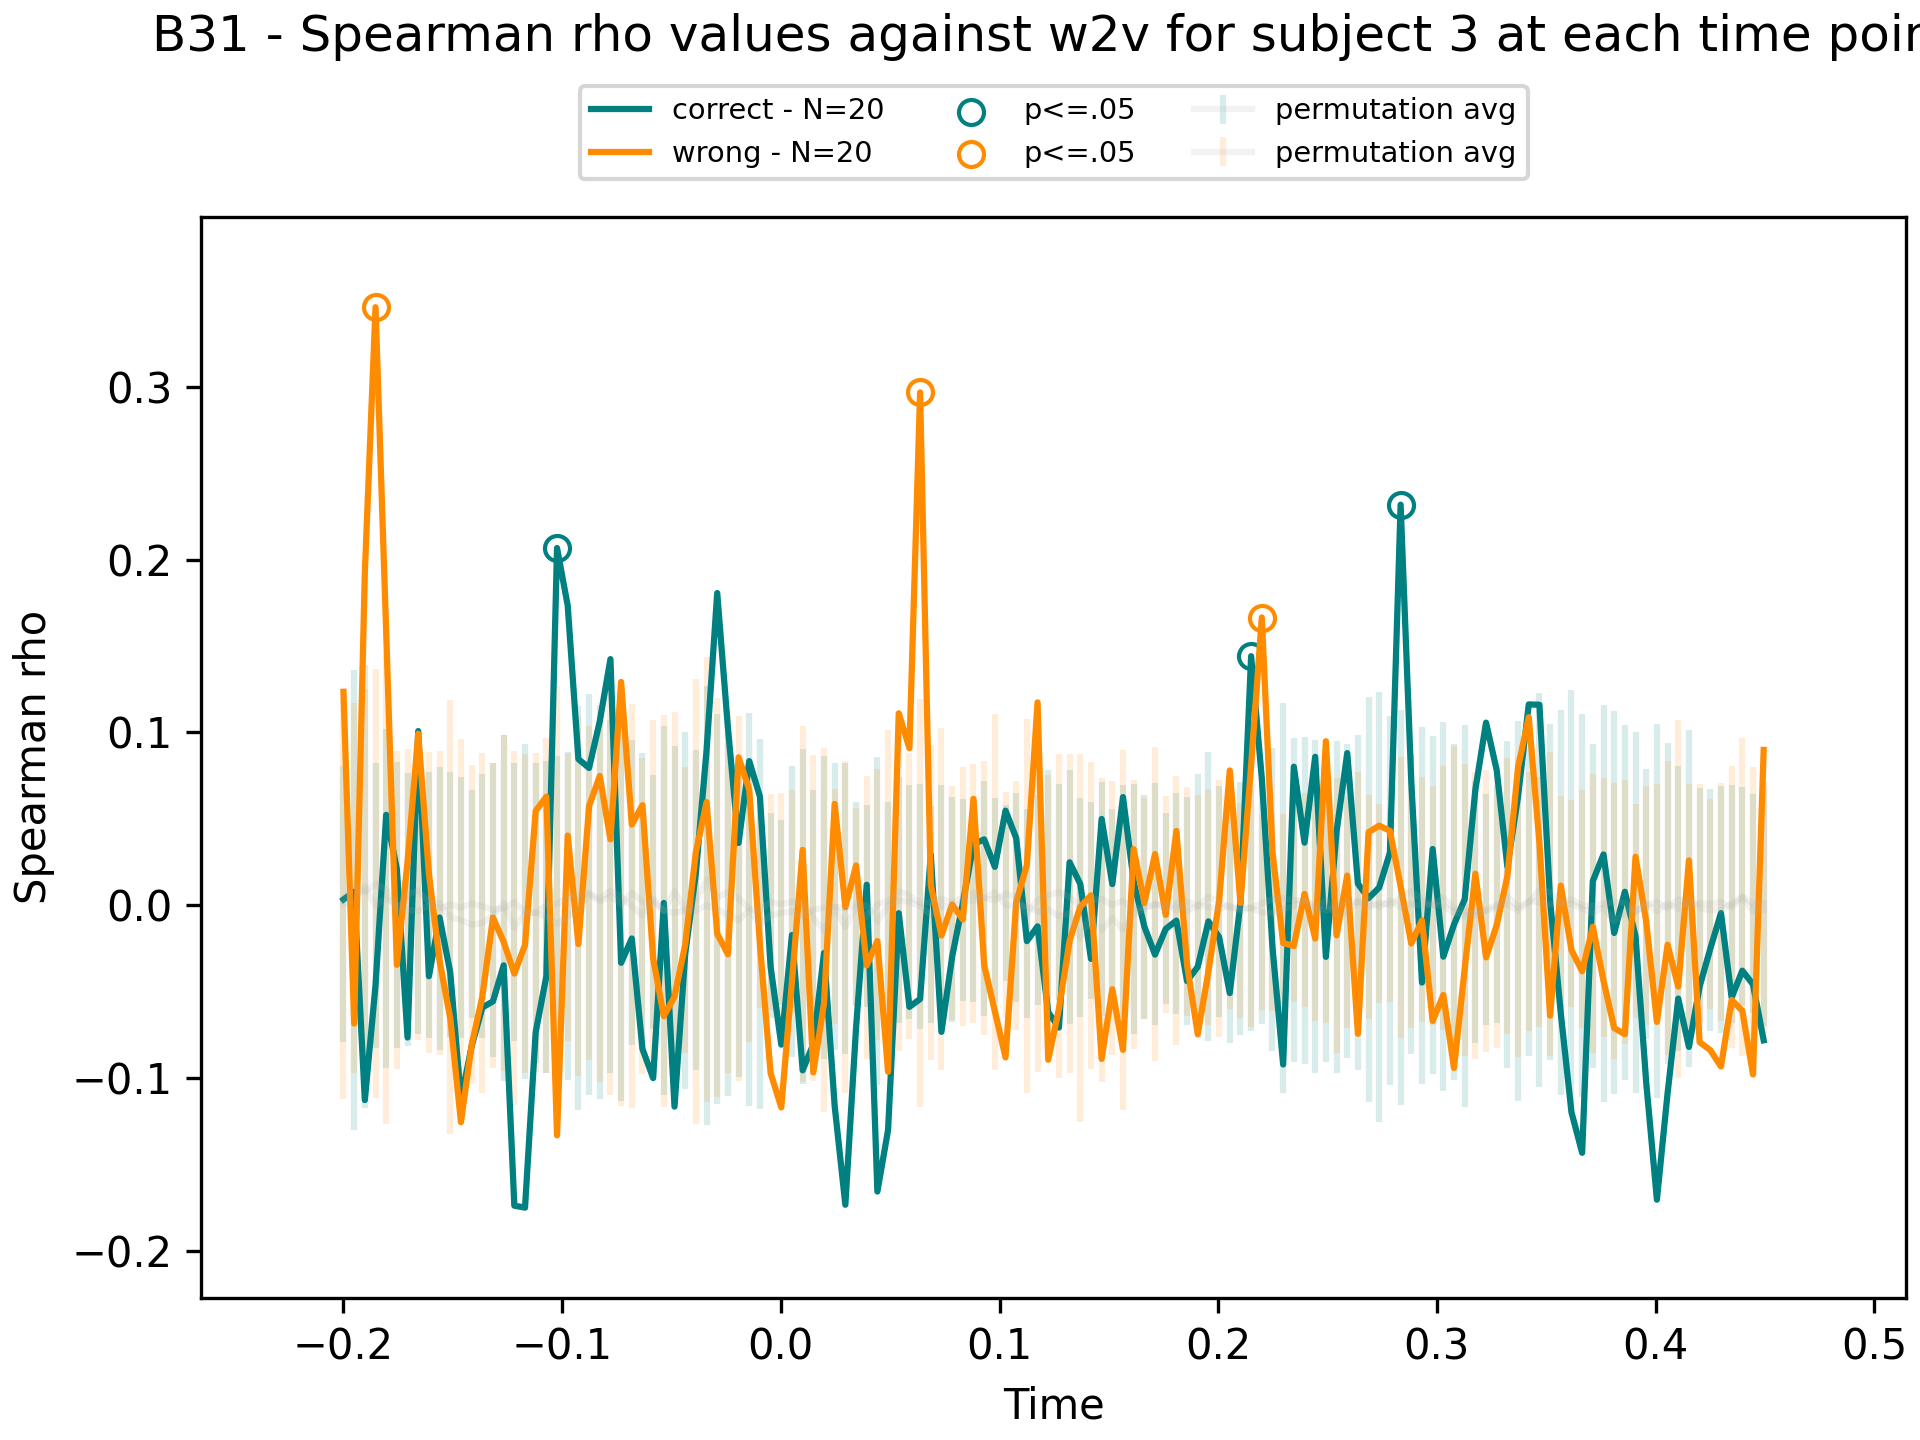 B31 - Spearman rho values against w2v for subject 3 at each time poin
correct - N=20
wrong - N=20
p<=.05
p<=.05
permutation avg
permutation avg
Spearman rho
0.3
0.2
0.1
0.0
−0.1
−0.2
−0.2 −0.1 0.0 0.1 0.2 0.3 0.4 0.5
Time